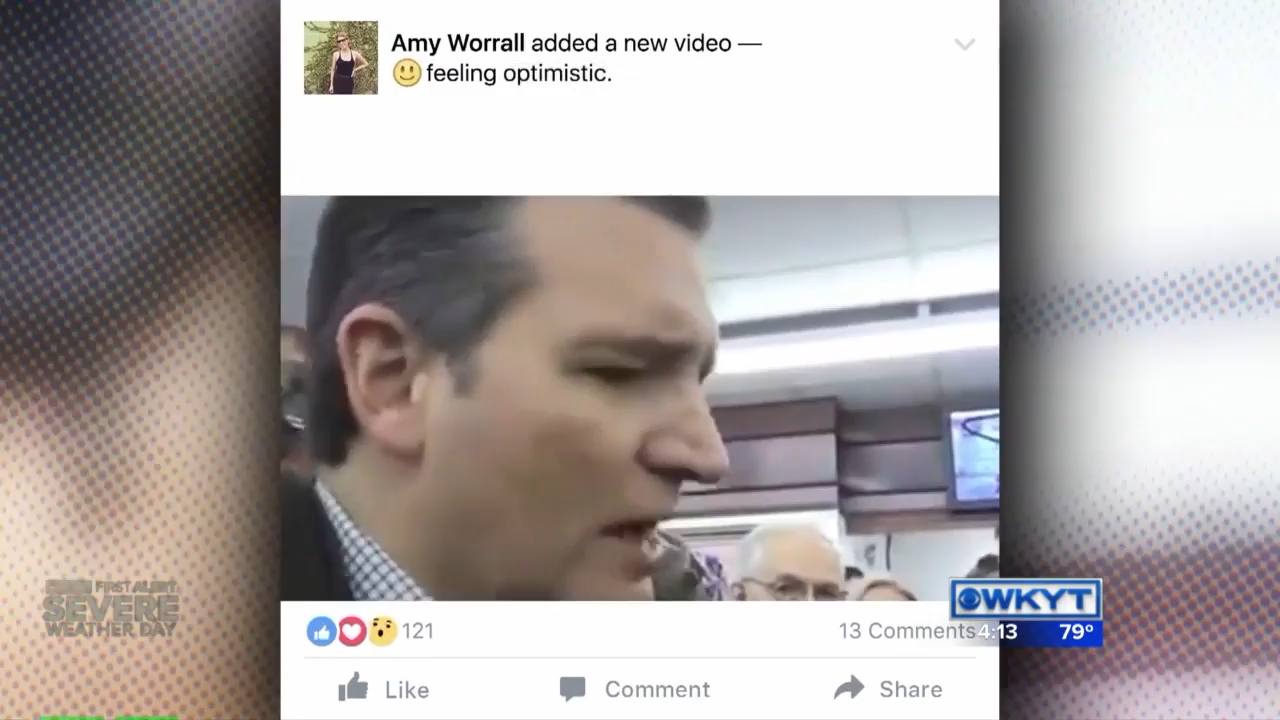 Amy Worrall added a new video —
feeling optimistic.
FIRST ALERT
SEVERE
WEATHER DAY
WKYT
121
13 Comments
4:13 79°
Like Comment Share